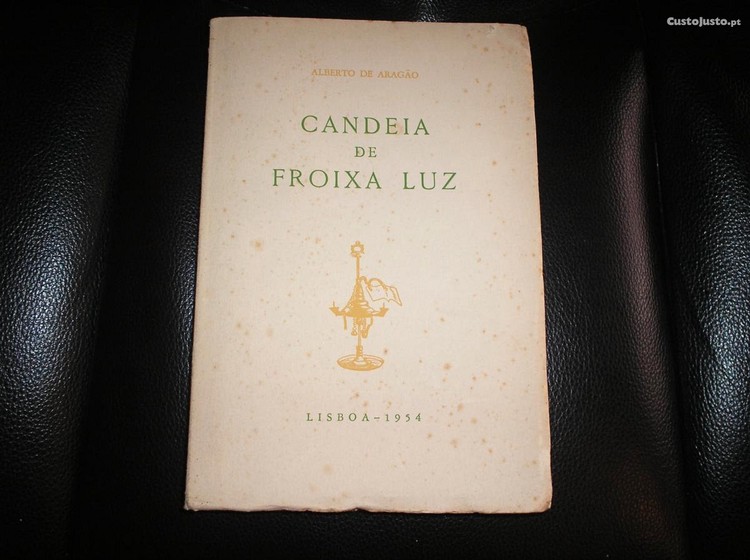 CustoJusto.pt
ALBERTO DE ARAGÃO
CANDEIA
DE
FROIXA LUZ
LISBOA - 1954